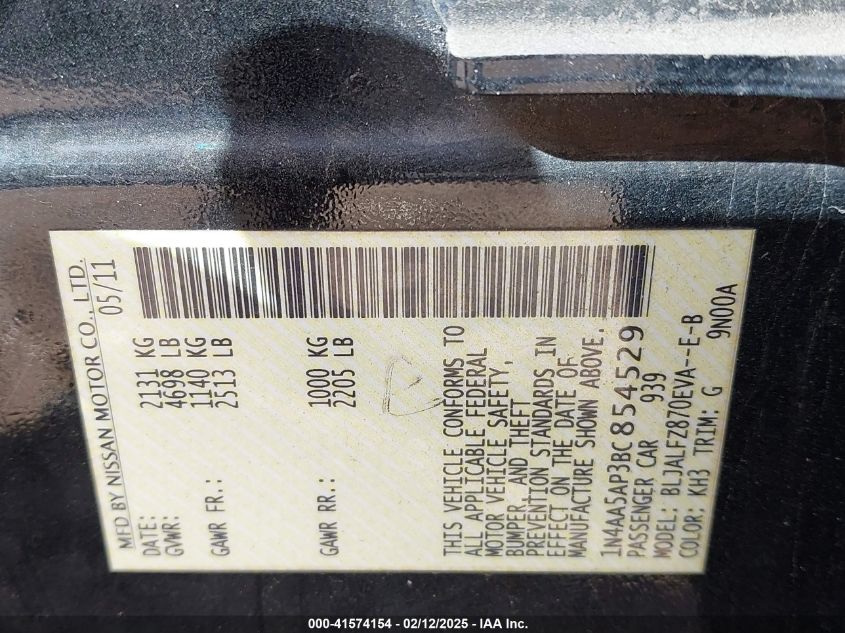 MFD BY NISSAN MOTOR CO., LTD.
DATE: 05/11
GVWR: 2131 KG
4698 LB
GAWR FR.: 1140 KG
2513 LB
GAWR RR.: 1000 KG
2205 LB
THIS VEHICLE CONFORMS TO
ALL APPLICABLE FEDERAL
MOTOR VEHICLE SAFETY,
BUMPER, AND THEFT
PREVENTION STANDARDS IN
EFFECT ON THE DATE OF
MANUFACTURE SHOWN ABOVE.
1N4AA5AP3BC854529
PASSENGER CAR 939
MODEL: BLJALFZ870EVA--E-B
COLOR: KH3 TRIM: G 9N00A
000-41574154 - 02/12/2025 - IAA Inc.